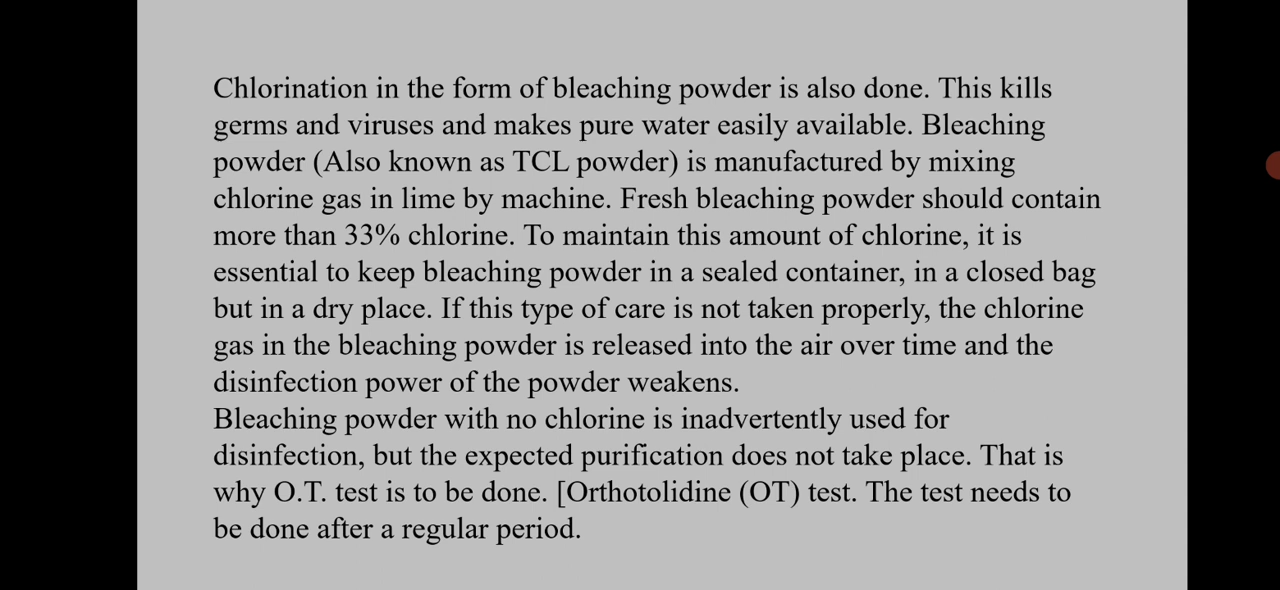 Chlorination in the form of bleaching powder is also done. This kills
germs and viruses and makes pure water easily available. Bleaching
powder (Also known as TCL powder) is manufactured by mixing
chlorine gas in lime by machine. Fresh bleaching powder should contain
more than 33% chlorine. To maintain this amount of chlorine, it is
essential to keep bleaching powder in a sealed container, in a closed bag
but in a dry place. If this type of care is not taken properly, the chlorine
gas in the bleaching powder is released into the air over time and the
disinfection power of the powder weakens.
Bleaching powder with no chlorine is inadvertently used for
disinfection, but the expected purification does not take place. That is
why O.T. test is to be done. [Orthotolidine (OT) test. The test needs to
be done after a regular period.